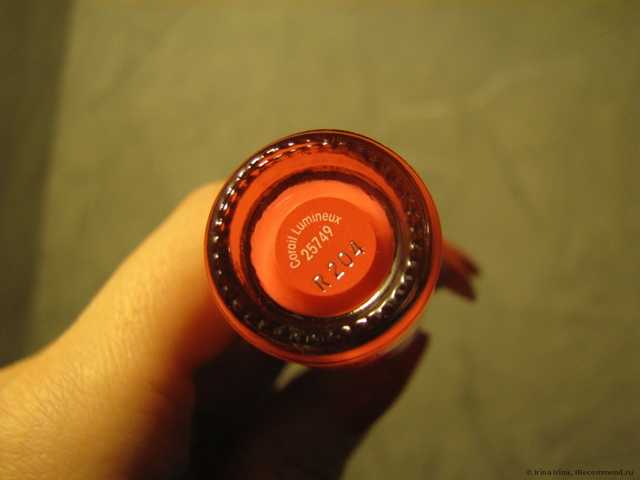 Corail Lumineux
25749
R 204
© Irina Irina, IRecommend.ru